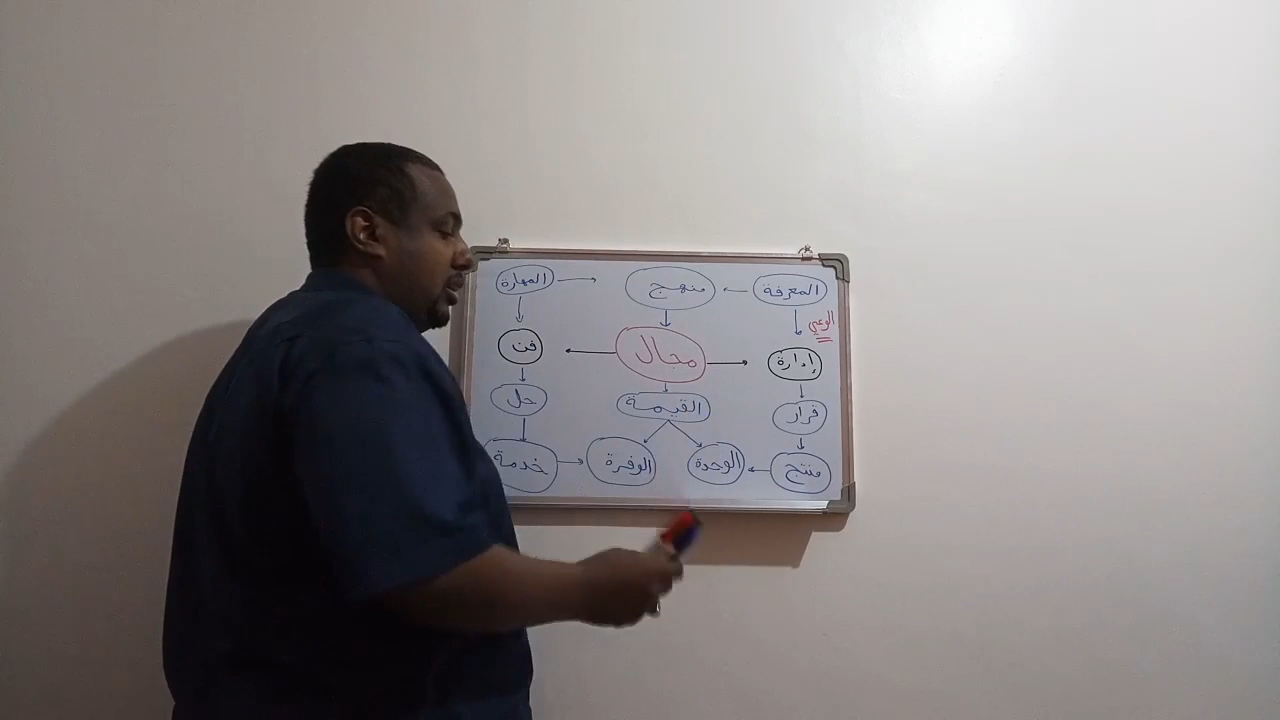 المعرفة
منهج
المهارة
الوعي
إدارة
مجال
فن
قرار
القيمة
حل
منتج
الوحدة
الوفرة
خدمة